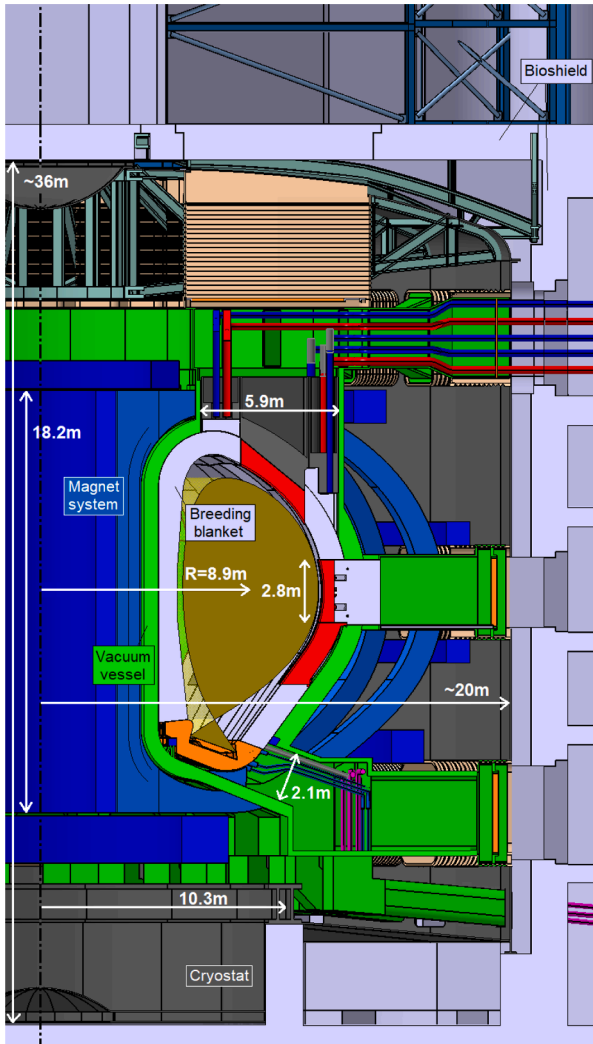 Bioshield
~36m
5.9m
18.2m
Magnet
system
Breeding
blanket
R=8.9m
2.8m
Vacuum
vessel
~20m
2.1m
10.3m
Cryostat